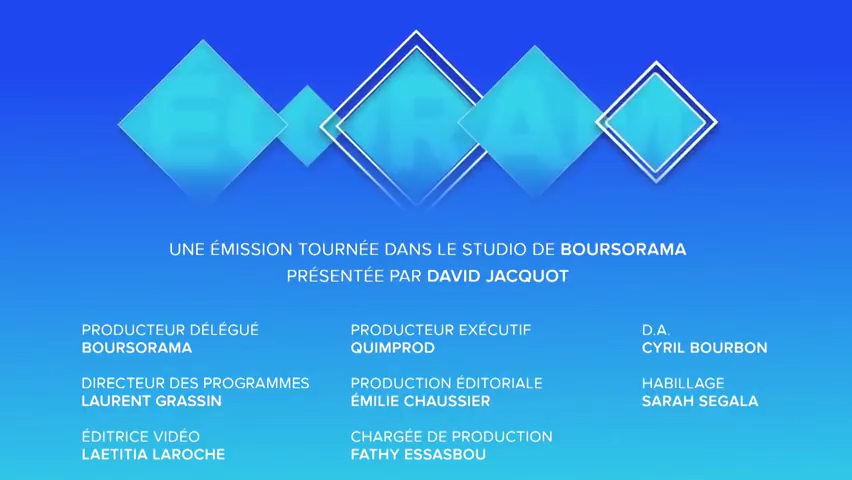 ÉCORAM
UNE ÉMISSION TOURNÉE DANS LE STUDIO DE BOURSORAMA
PRÉSENTÉE PAR DAVID JACQUOT
PRODUCTEUR DÉLÉGUÉ
BOURSORAMA
DIRECTEUR DES PROGRAMMES
LAURENT GRASSIN
ÉDITRICE VIDÉO
LAETITIA LAROCHE
PRODUCTEUR EXÉCUTIF
QUIMPROD
PRODUCTION ÉDITORIALE
ÉMILIE CHAUSSIER
CHARGÉE DE PRODUCTION
FATHY ESSASBOU
D.A.
CYRIL BOURBON
HABILLAGE
SARAH SEGALA